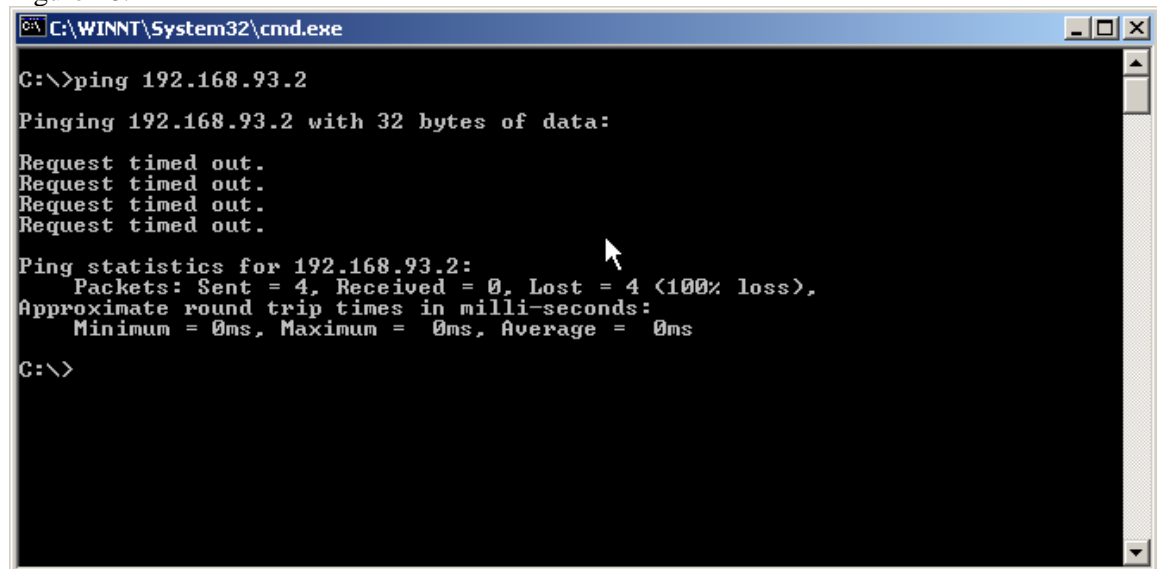 C:\WINNT\System32\cmd.exe
C:\>ping 192.168.93.2
Pinging 192.168.93.2 with 32 bytes of data:
Request timed out.
Request timed out.
Request timed out.
Request timed out.
Ping statistics for 192.168.93.2:
    Packets: Sent = 4, Received = 0, Lost = 4 (100% loss),
Approximate round trip times in milli-seconds:
    Minimum = 0ms, Maximum =  0ms, Average =  0ms
C:\>